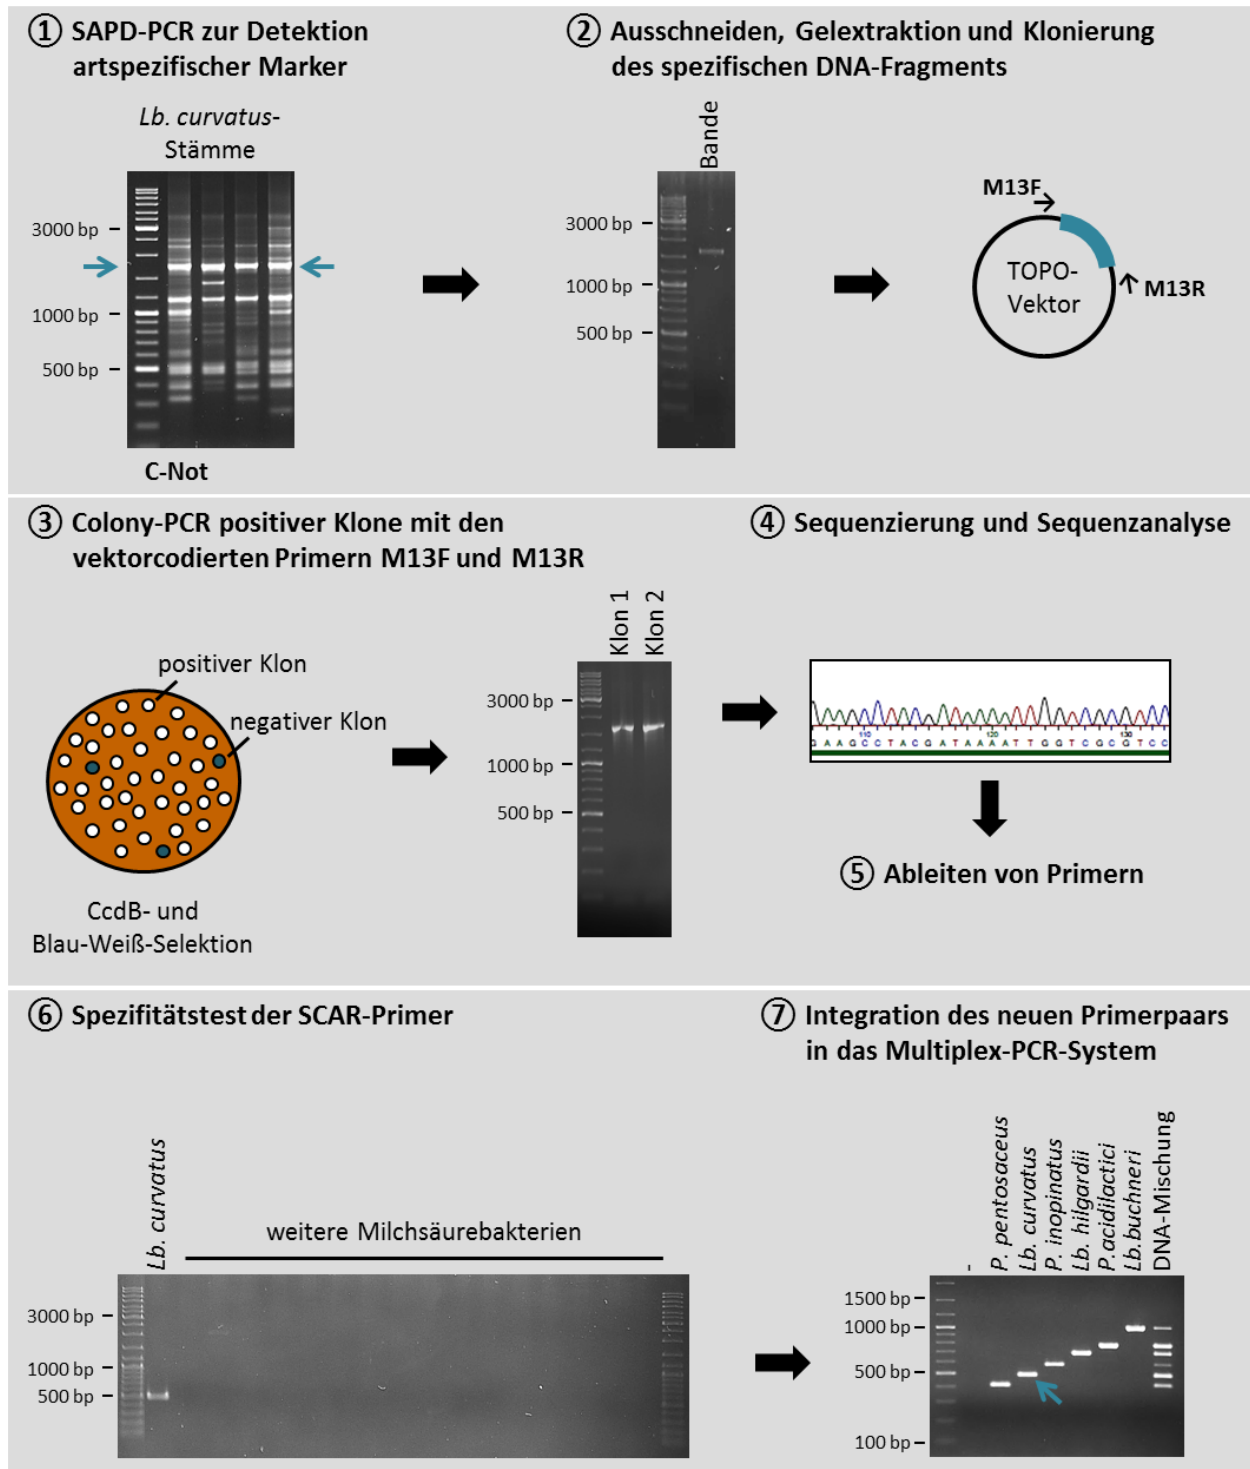 ① SAPD-PCR zur Detektion
artspezifischer Marker
Lb. curvatus-
Stämme
3000 bp
1000 bp
500 bp
C-Not
② Ausschneiden, Gelextraktion und Klonierung
des spezifischen DNA-Fragments
Bande
3000 bp
1000 bp
500 bp
M13F
TOPO-
Vektor
M13R
③ Colony-PCR positiver Klone mit den
vektorcodierten Primern M13F und M13R
positiver Klon
negativer Klon
CcdB- und
Blau-Weiß-Selektion
Klon 1
Klon 2
3000 bp
1000 bp
500 bp
④ Sequenzierung und Sequenzanalyse
110 120 130
G A A G C C T A C G A T A A A A T T G G T C G C G T C C
⑤ Ableiten von Primern
⑥ Spezifitätstest der SCAR-Primer
Lb. curvatus
weitere Milchsäurebakterien
3000 bp
1000 bp
500 bp
⑦ Integration des neuen Primerpaars
in das Multiplex-PCR-System
-
P. pentosaceus
Lb. curvatus
P. inopinatus
Lb. hilgardii
P. acidilactici
Lb. buchneri
DNA-Mischung
1500 bp
1000 bp
500 bp
100 bp